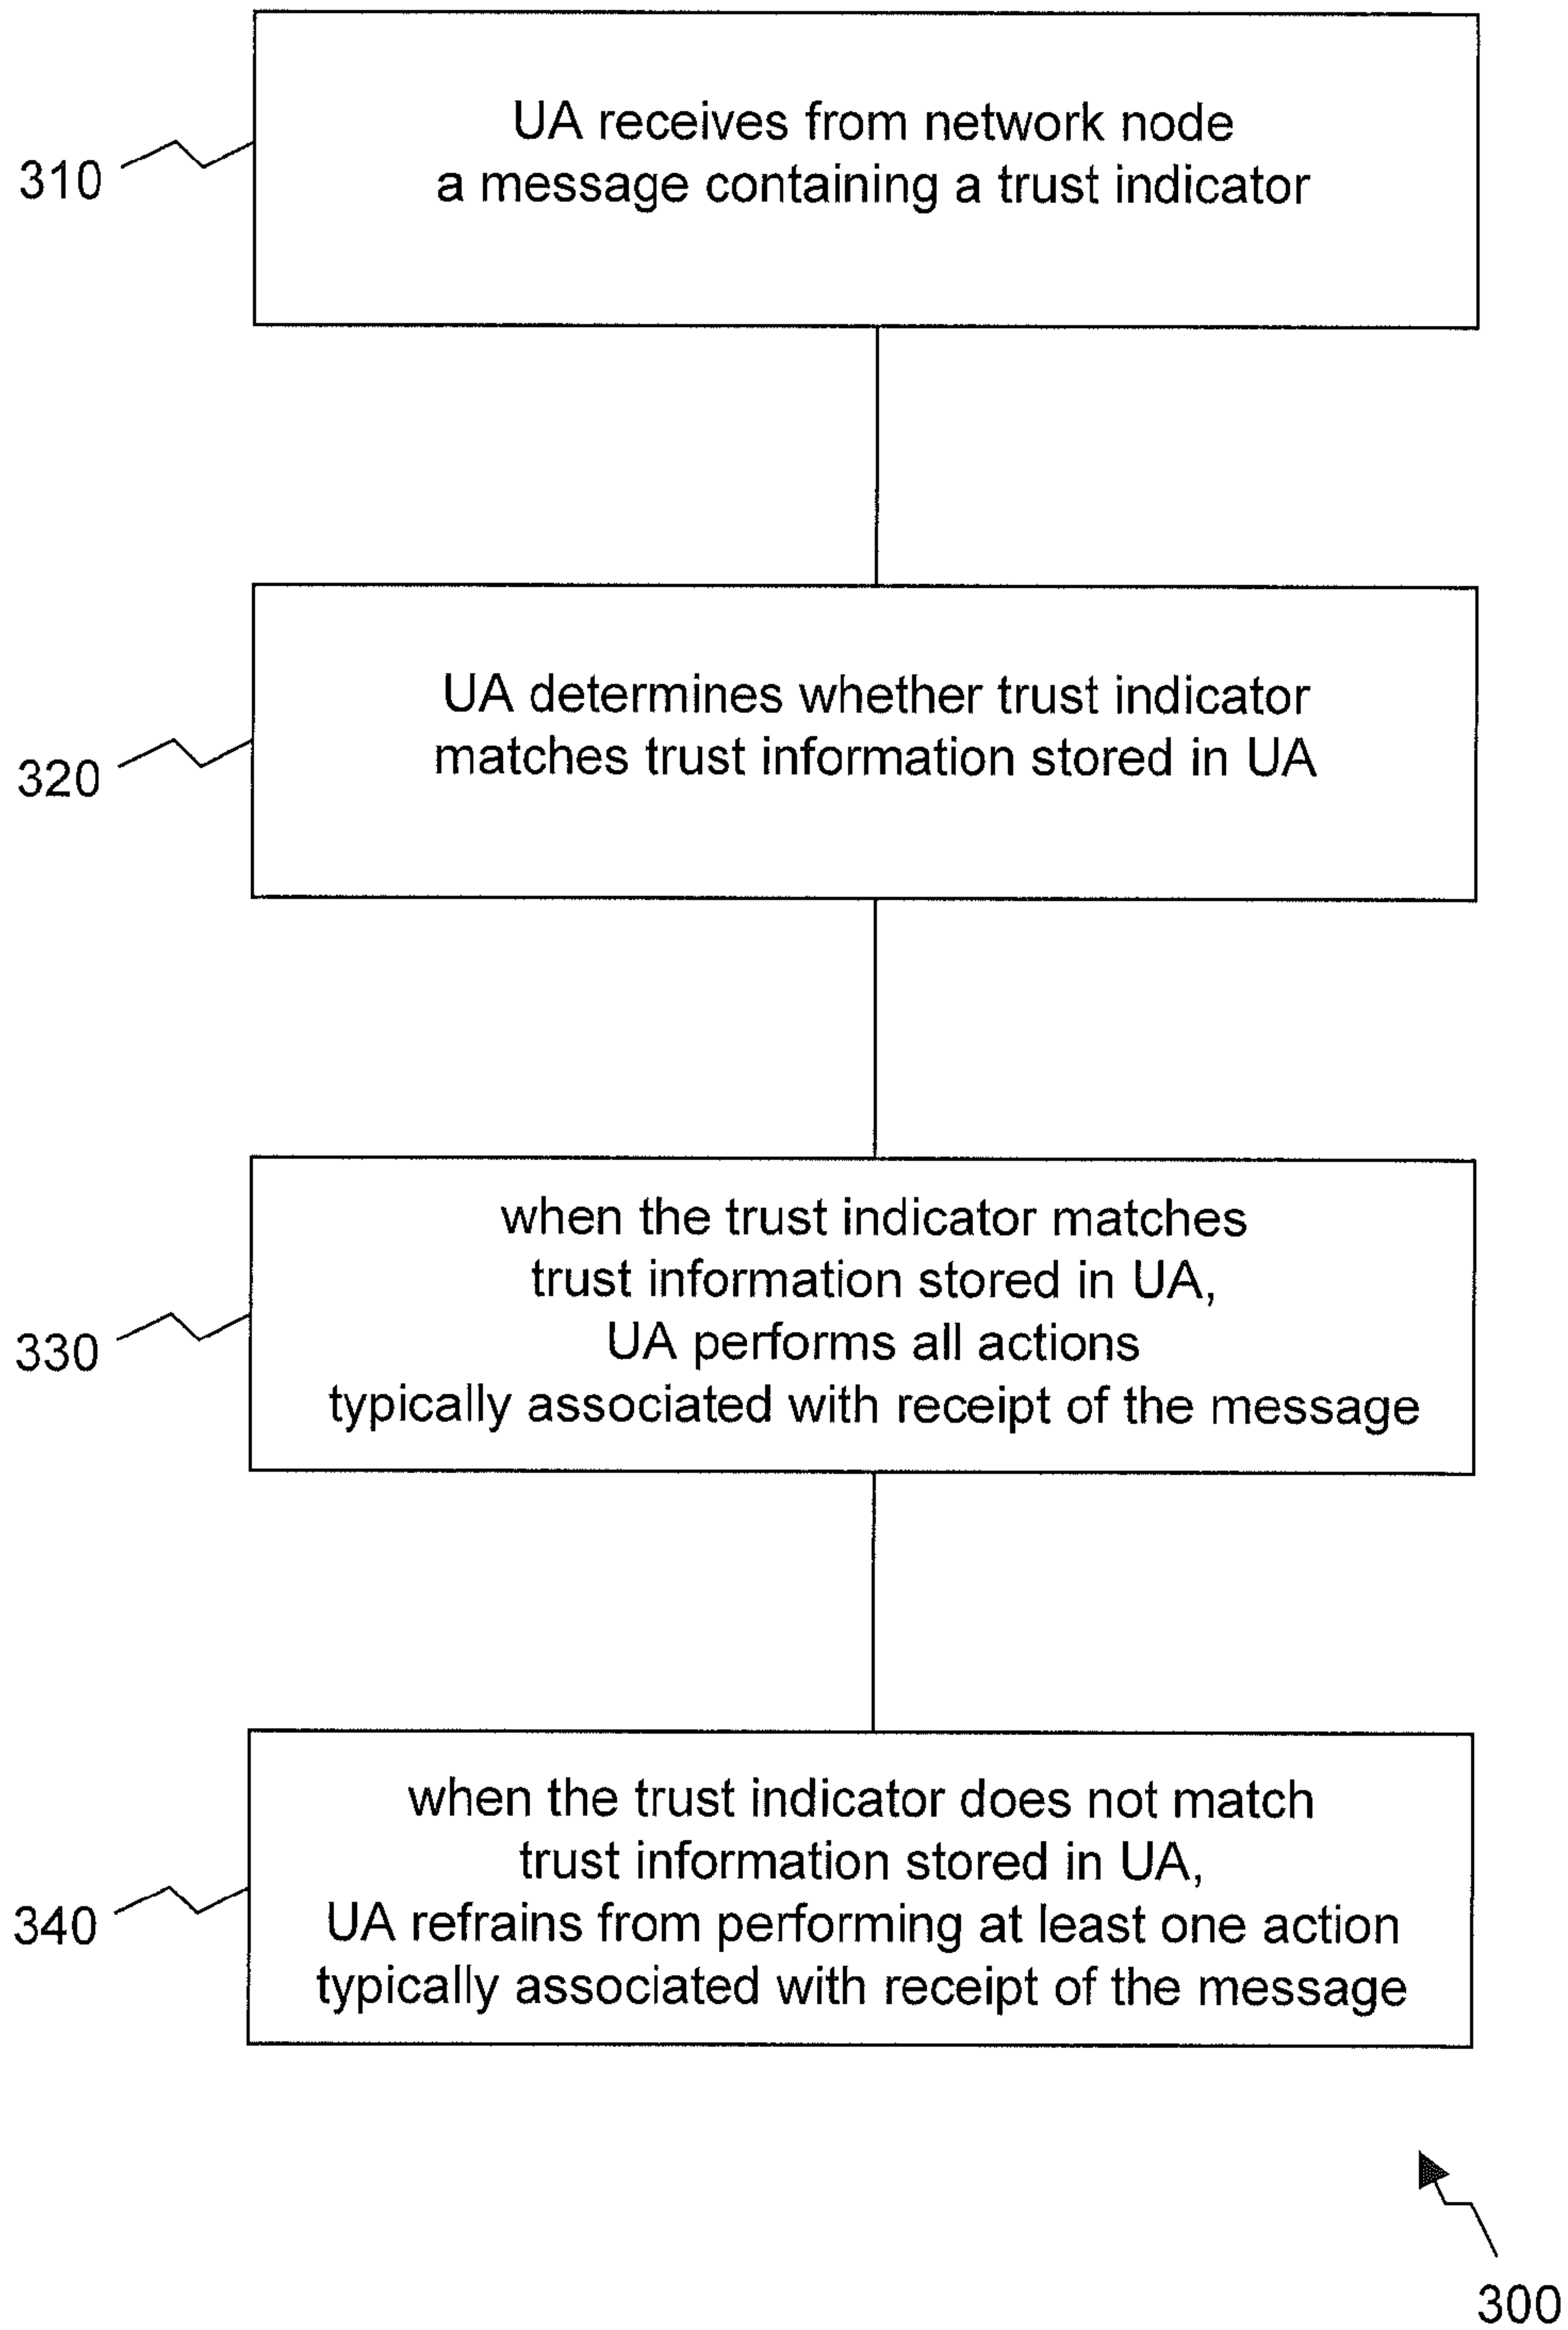 UA receives from network node
a message containing a trust indicator
310
UA determines whether trust indicator
matches trust information stored in UA
320
when the trust indicator matches
trust information stored in UA,
UA performs all actions
typically associated with receipt of the message
330
when the trust indicator does not match
trust information stored in UA,
UA refrains from performing at least one action
typically associated with receipt of the message
340
300